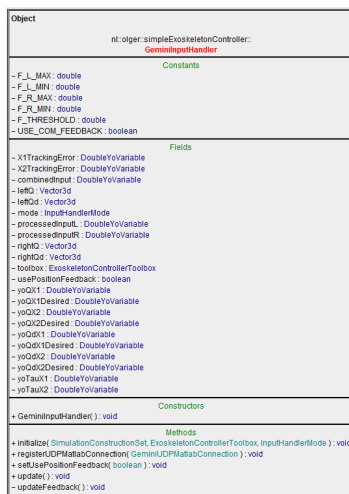 Object
nl::olger::simpleExoskeletonController::
GeminiInputHandler
Constants
- F_L_MAX : double
- F_L_MIN : double
- F_R_MAX : double
- F_R_MIN : double
- F_THRESHOLD : double
- USE_COM_FEEDBACK : boolean
Fields
- X1TrackingError : DoubleYoVariable
- X2TrackingError : DoubleYoVariable
- combinedInput : DoubleYoVariable
- leftQ : Vector3d
- leftQd : Vector3d
- mode : InputHandlerMode
- processedInputL : DoubleYoVariable
- processedInputR : DoubleYoVariable
- rightQ : Vector3d
- rightQd : Vector3d
- toolbox : ExoskeletonControllerToolbox
- usePositionFeedback : boolean
- yoQX1 : DoubleYoVariable
- yoQX1Desired : DoubleYoVariable
- yoQX2 : DoubleYoVariable
- yoQX2Desired : DoubleYoVariable
- yoQdX1 : DoubleYoVariable
- yoQdX1Desired : DoubleYoVariable
- yoQdX2 : DoubleYoVariable
- yoQdX2Desired : DoubleYoVariable
- yoTauX1 : DoubleYoVariable
- yoTauX2 : DoubleYoVariable
Constructors
+ GeminiInputHandler( ) : void
Methods
+ initialize( SimulationConstructionSet, ExoskeletonControllerToolbox, InputHandlerMode ) : void
+ registerUDPMatlabConnection( GeminiUDPMatlabConnection ) : void
+ setUsePositionFeedback( boolean ) : void
+ update( ) : void
- updateFeedback( ) : void